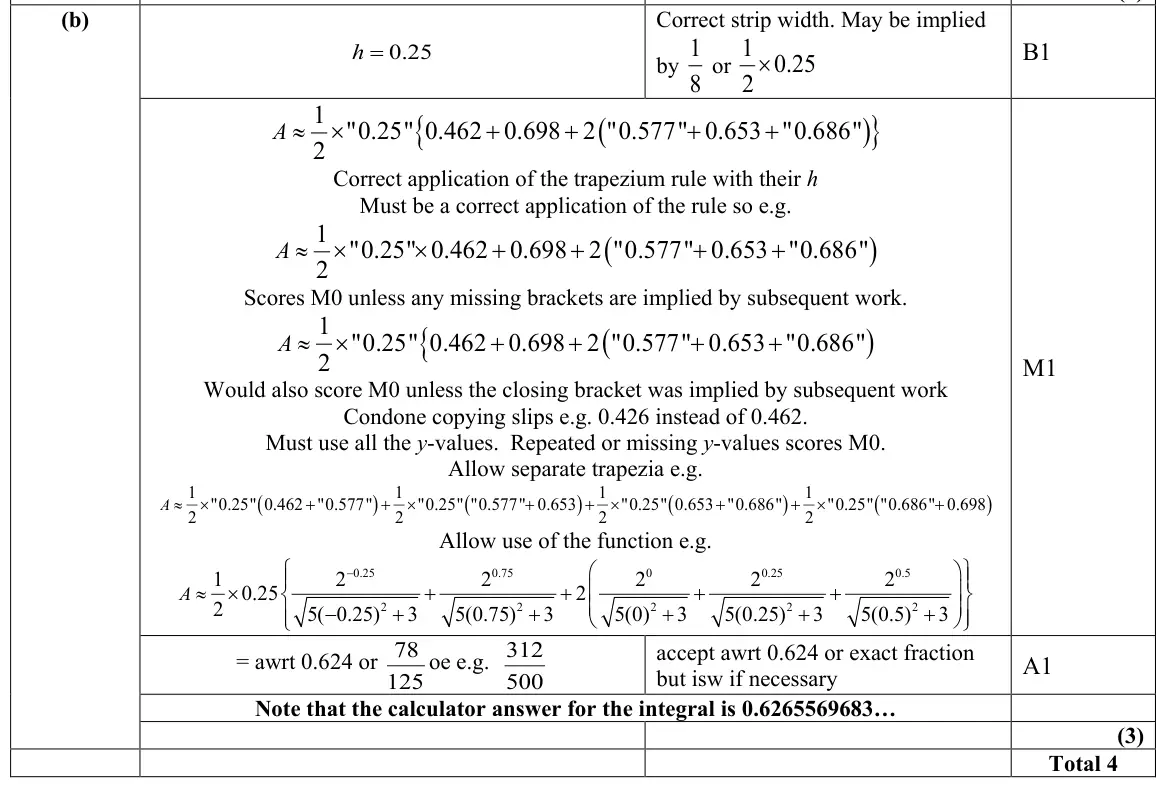 (b)
h = 0.25
Correct strip width. May be implied
by 1/8 or 1/2 × 0.25
B1
A ≈ 1/2 × "0.25"{0.462 + 0.698 + 2("0.577"+ 0.653 + "0.686")}
Correct application of the trapezium rule with their h
Must be a correct application of the rule so e.g.
A ≈ 1/2 × "0.25"× 0.462 + 0.698 + 2("0.577"+ 0.653 + "0.686")
Scores M0 unless any missing brackets are implied by subsequent work.
A ≈ 1/2 × "0.25"{0.462 + 0.698 + 2("0.577"+ 0.653 + "0.686")
Would also score M0 unless the closing bracket was implied by subsequent work
Condone copying slips e.g. 0.426 instead of 0.462.
Must use all the y-values. Repeated or missing y-values scores M0.
Allow separate trapezia e.g.
A ≈ 1/2 × "0.25"(0.462 + "0.577") + 1/2 × "0.25"("0.577"+ 0.653) + 1/2 × "0.25"(0.653 + "0.686") + 1/2 × "0.25"("0.686"+ 0.698)
Allow use of the function e.g.
A ≈ 1/2 × 0.25{2^−0.25/√(5(−0.25)² + 3) + 2^0.75/√(5(0.75)² + 3) + 2(2^0/√(5(0)² + 3) + 2^0.25/√(5(0.25)² + 3) + 2^0.5/√(5(0.5)² + 3))}
M1
= awrt 0.624 or 78/125 oe e.g. 312/500
accept awrt 0.624 or exact fraction
but isw if necessary
A1
Note that the calculator answer for the integral is 0.6265569683…
(3)
Total 4